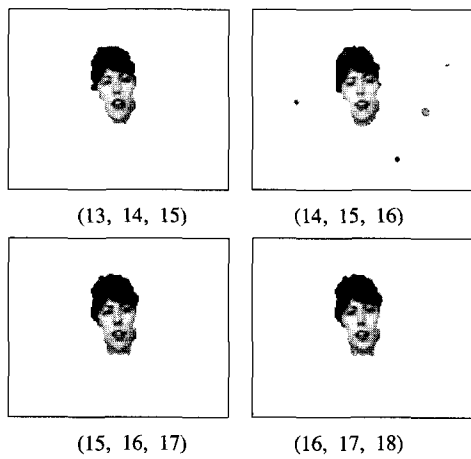 (13, 14, 15)
(14, 15, 16)
(15, 16, 17)
(16, 17, 18)